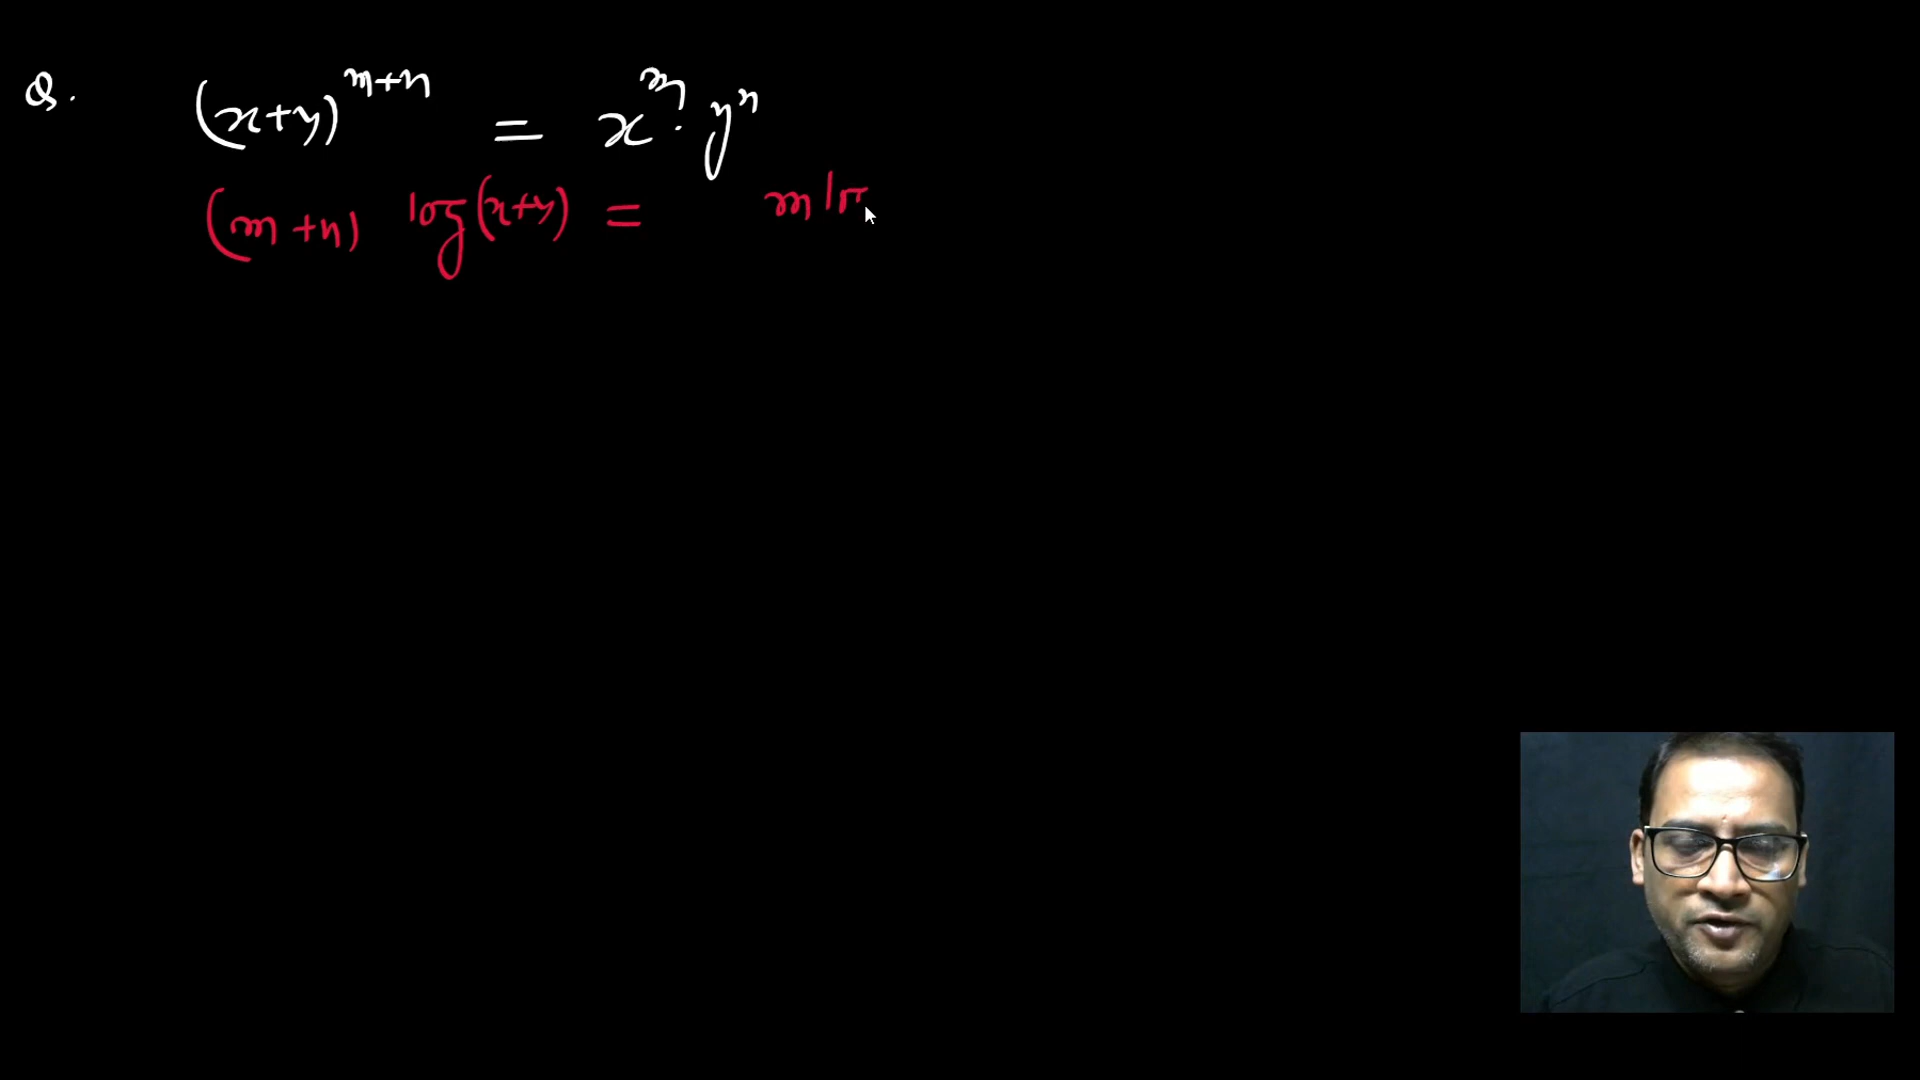 Q. (x+y)^{m+n} = x^m · y^n
(m+n) log(x+y) = m lo